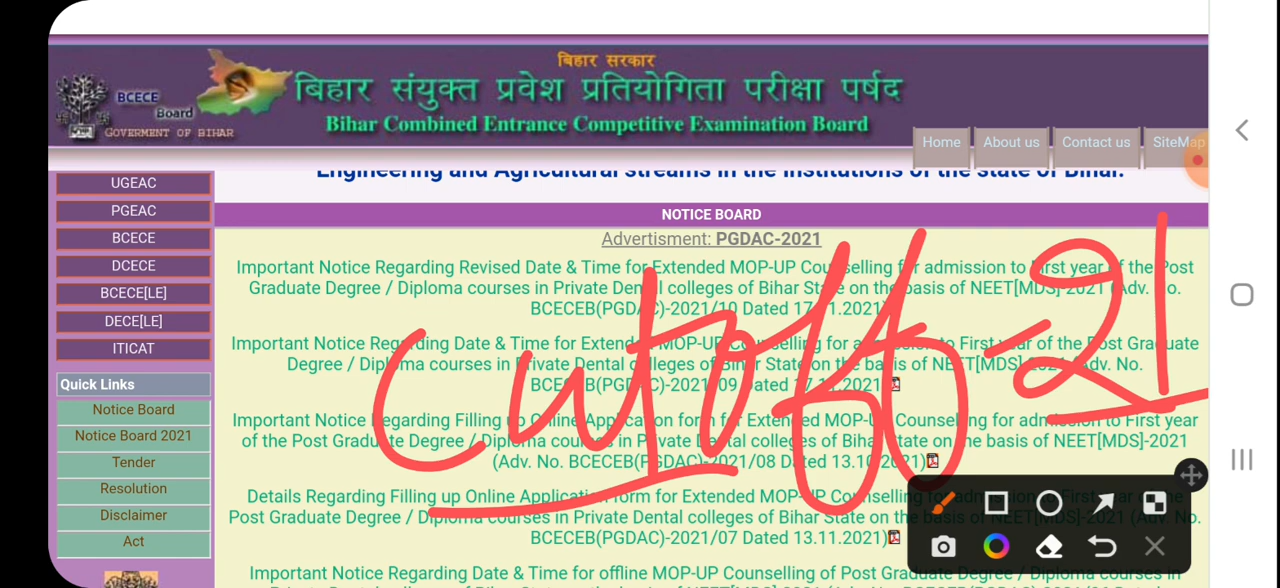 बिहार सरकार
बिहार संयुक्त प्रवेश प्रतियोगिता परीक्षा पर्षद
Bihar Combined Entrance Competitive Examination Board
BCECE
Board
GOVERMENT OF BIHAR
Home
About us
Contact us
SiteMap
Engineering and Agricultural streams in the institutions of the state of Bihar.
UGEAC
PGEAC
BCECE
DCECE
BCECE[LE]
DECE[LE]
ITICAT
Quick Links
Notice Board
Notice Board 2021
Tender
Resolution
Disclaimer
Act
NOTICE BOARD
Advertisment: PGDAC-2021
Important Notice Regarding Revised Date & Time for Extended MOP-UP Counselling for admission to First year of the Post
Graduate Degree / Diploma courses in Private Dental colleges of Bihar State on the basis of NEET[MDS]-2021 (Adv. No.
BCECEB(PGDAC)-2021/10 Dated 17.11.2021)
Important Notice Regarding Date & Time for Extended MOP-UP Counselling for admission to First year of the Post Graduate
Degree / Diploma courses in Private Dental colleges of Bihar State on the basis of NEET[MDS]-2021 (Adv. No.
BCECEB(PGDAC)-2021/09 Dated 17.11.2021)
Important Notice Regarding Filling up Online Application form for Extended MOP-UP Counselling for admission to First year
of the Post Graduate Degree / Diploma courses in Private Dental colleges of Bihar State on the basis of NEET[MDS]-2021
(Adv. No. BCECEB(PGDAC)-2021/08 Dated 13.10.2021)
Details Regarding Filling up Online Application form for Extended MOP-UP Counselling for admission to First year of the
Post Graduate Degree / Diploma courses in Private Dental colleges of Bihar State on the basis of NEET[MDS]-2021 (Adv. No.
BCECEB(PGDAC)-2021/07 Dated 13.11.2021)
Important Notice Regarding Date & Time for offline MOP-UP Counselling of Post Graduate Degree / Diploma courses in
Cutoff-21